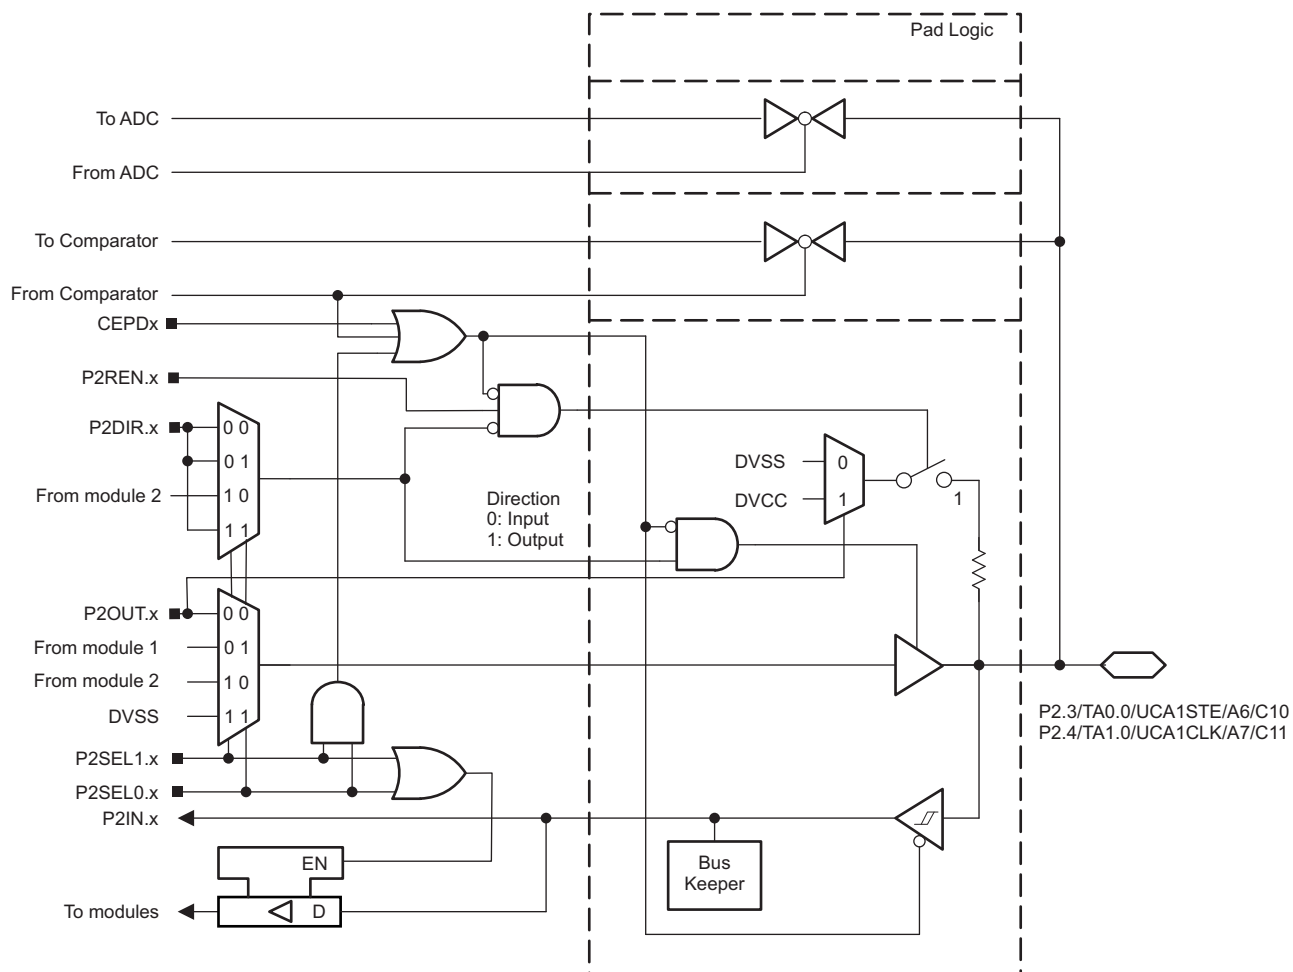 Pad Logic
To ADC
From ADC
To Comparator
From Comparator
CEPDx
P2REN.x
P2DIR.x
0 0
0 1
From module 2
1 0
1 1
Direction
0: Input
1: Output
DVSS
0
DVCC
1
1
P2OUT.x
0 0
From module 1
0 1
From module 2
1 0
DVSS
1 1
P2.3/TA0.0/UCA1STE/A6/C10
P2.4/TA1.0/UCA1CLK/A7/C11
P2SEL1.x
P2SEL0.x
P2IN.x
EN
Bus
Keeper
To modules
D